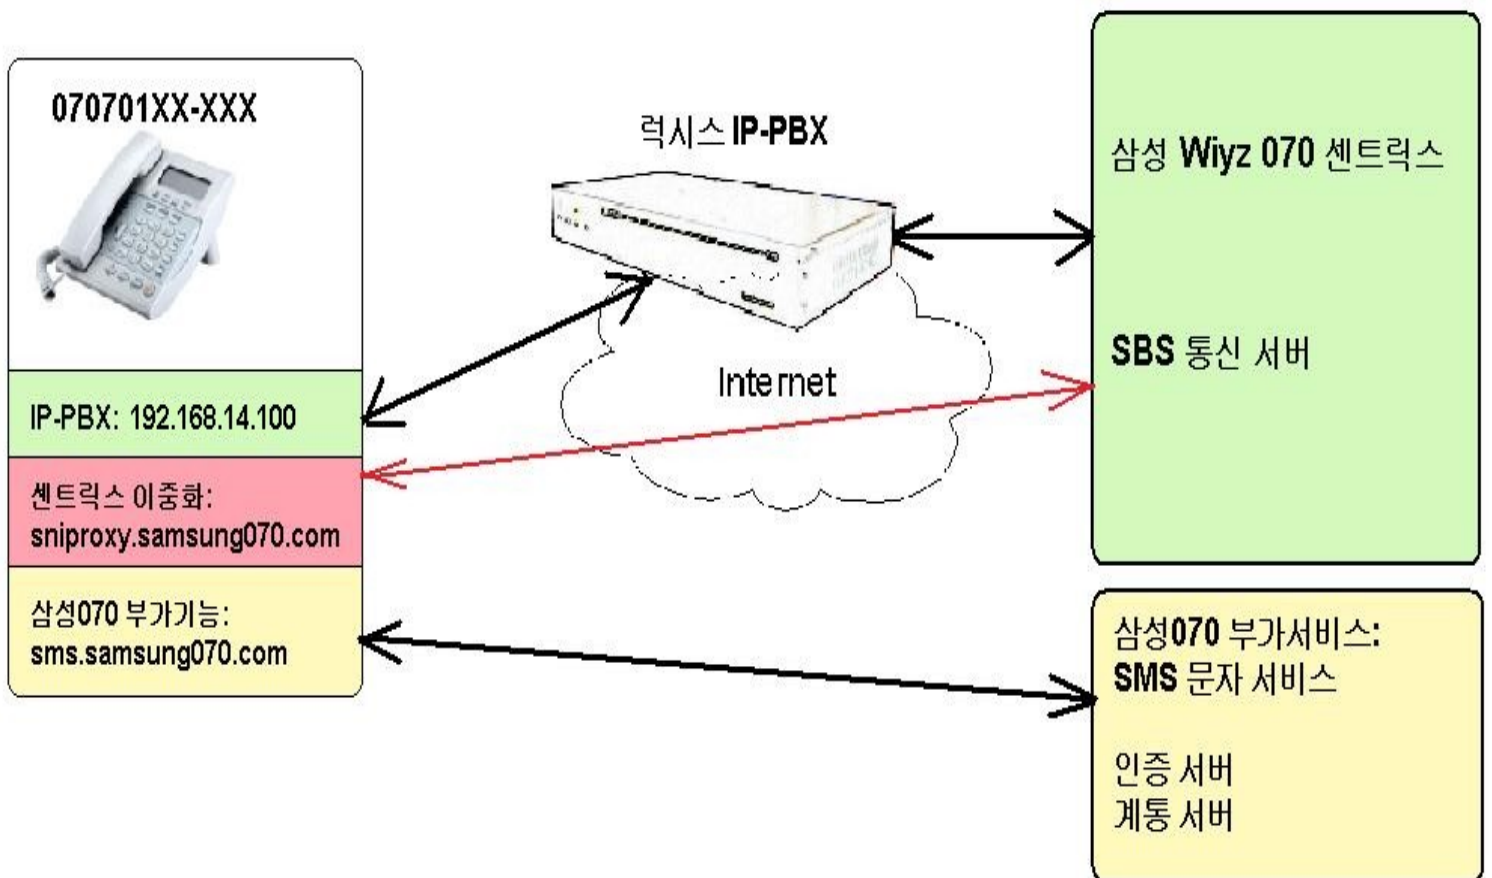 070701XX-XXX
IP-PBX: 192.168.14.100
센트릭스 이중화:
sniproxy.samsung070.com
삼성070 부가기능:
sms.samsung070.com
럭시스 IP-PBX
Internet
삼성 Wiyz 070 센트릭스
SBS 통신 서버
삼성070 부가서비스:
SMS 문자 서비스
인증 서버
계통 서버